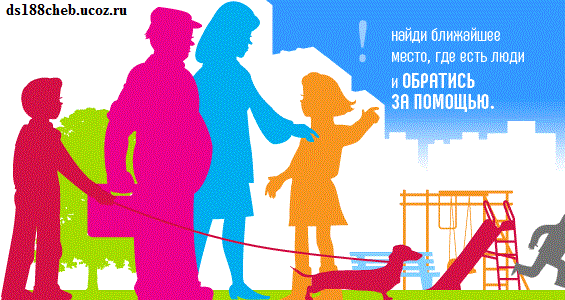 ds188cheb.ucoz.ru
! найди ближайшее
место, где есть люди
и ОБРАТИСЬ
ЗА ПОМОЩЬЮ.